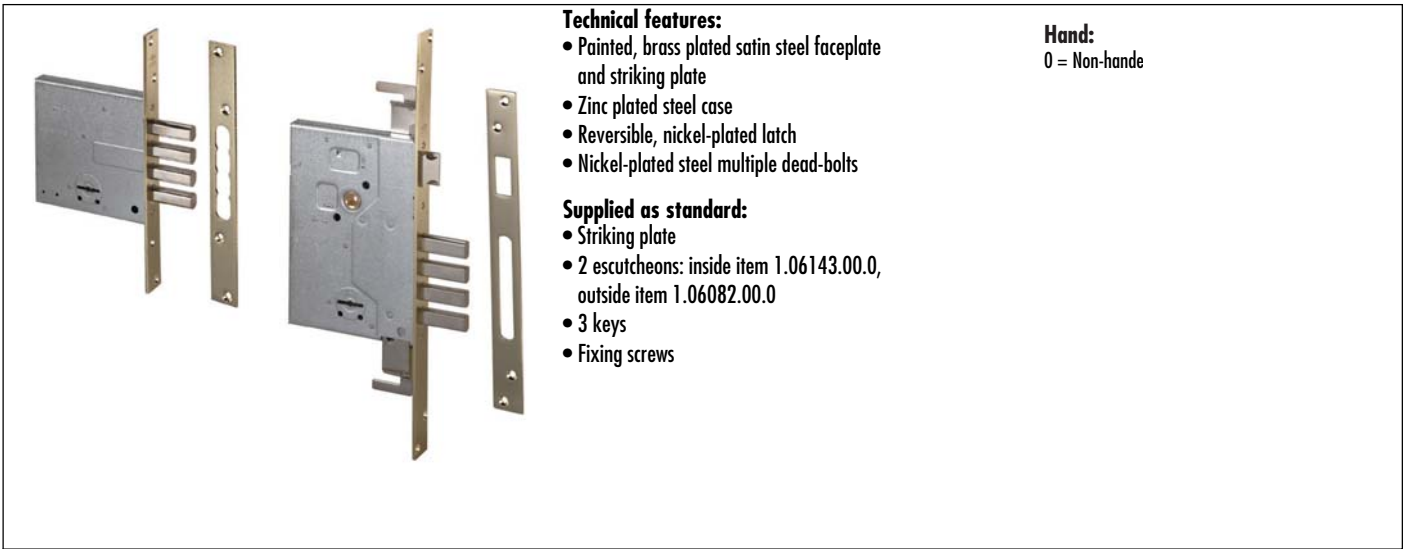 Technical features:
• Painted, brass plated satin steel faceplate
and striking plate
• Zinc plated steel case
• Reversible, nickel-plated latch
• Nickel-plated steel multiple dead-bolts
Supplied as standard:
• Striking plate
• 2 escutcheons: inside item 1.06143.00.0,
outside item 1.06082.00.0
• 3 keys
• Fixing screws
Hand:
0 = Non-hande